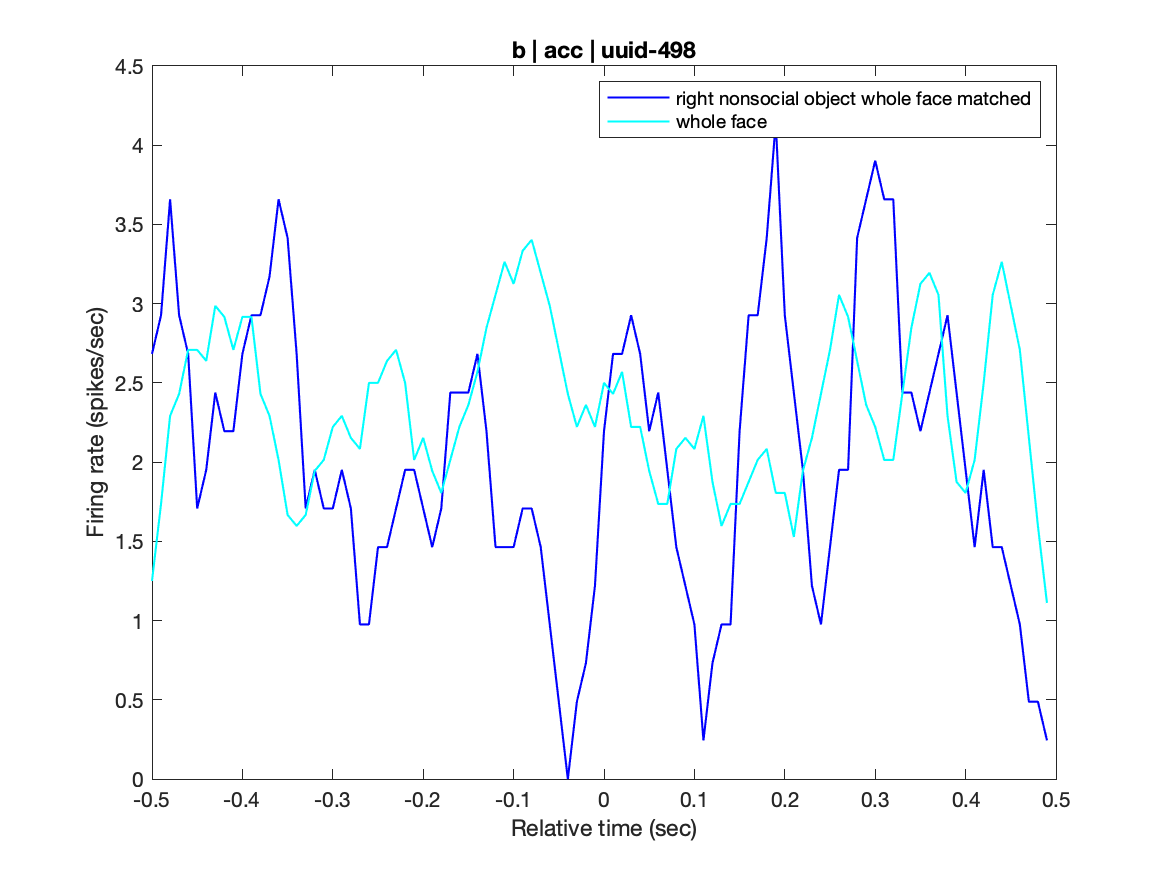 b | acc | uuid-498
4.5
4
3.5
3
2.5
2
1.5
1
0.5
0
Firing rate (spikes/sec)
right nonsocial object whole face matched
whole face
-0.5 -0.4 -0.3 -0.2 -0.1 0 0.1 0.2 0.3 0.4 0.5
Relative time (sec)